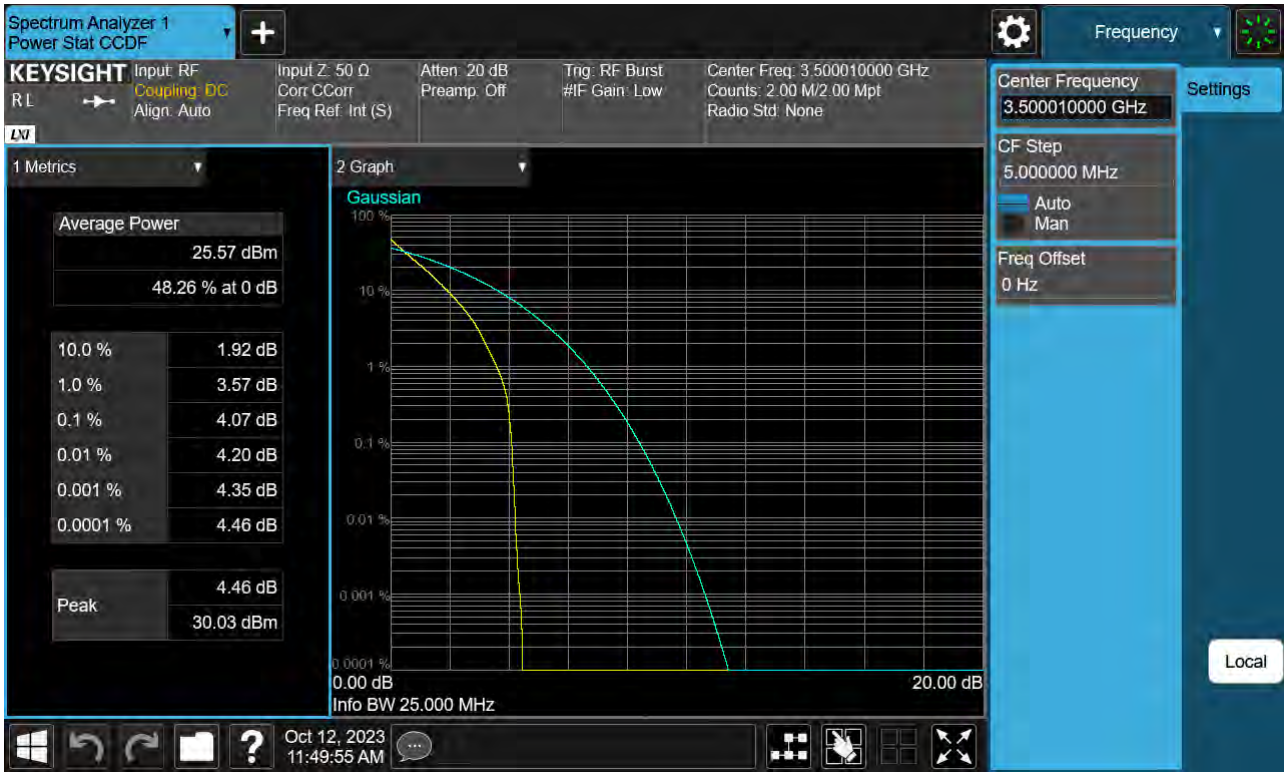 Spectrum Analyzer 1
Power Stat CCDF
Frequency
KEYSIGHT
RL
LXI
Input: RF
Coupling: DC
Align: Auto
Input Z: 50 Ω
Corr CCorr
Freq Ref: Int (S)
Atten: 20 dB
Preamp: Off
Trig: RF Burst
#IF Gain: Low
Center Freq: 3.500010000 GHz
Counts: 2.00 M/2.00 Mpt
Radio Std: None
Center Frequency
3.500010000 GHz
Settings
CF Step
5.000000 MHz
Auto
Man
Freq Offset
0 Hz
Local
1 Metrics
Average Power
25.57 dBm
48.26 % at 0 dB
10.0 % 1.92 dB
1.0 % 3.57 dB
0.1 % 4.07 dB
0.01 % 4.20 dB
0.001 % 4.35 dB
0.0001 % 4.46 dB
Peak 4.46 dB
30.03 dBm
2 Graph
Gaussian
100 %
10 %
1 %
0.1 %
0.01 %
0.001 %
0.0001 %
0.00 dB 20.00 dB
Info BW 25.000 MHz
?
Oct 12, 2023
11:49:55 AM